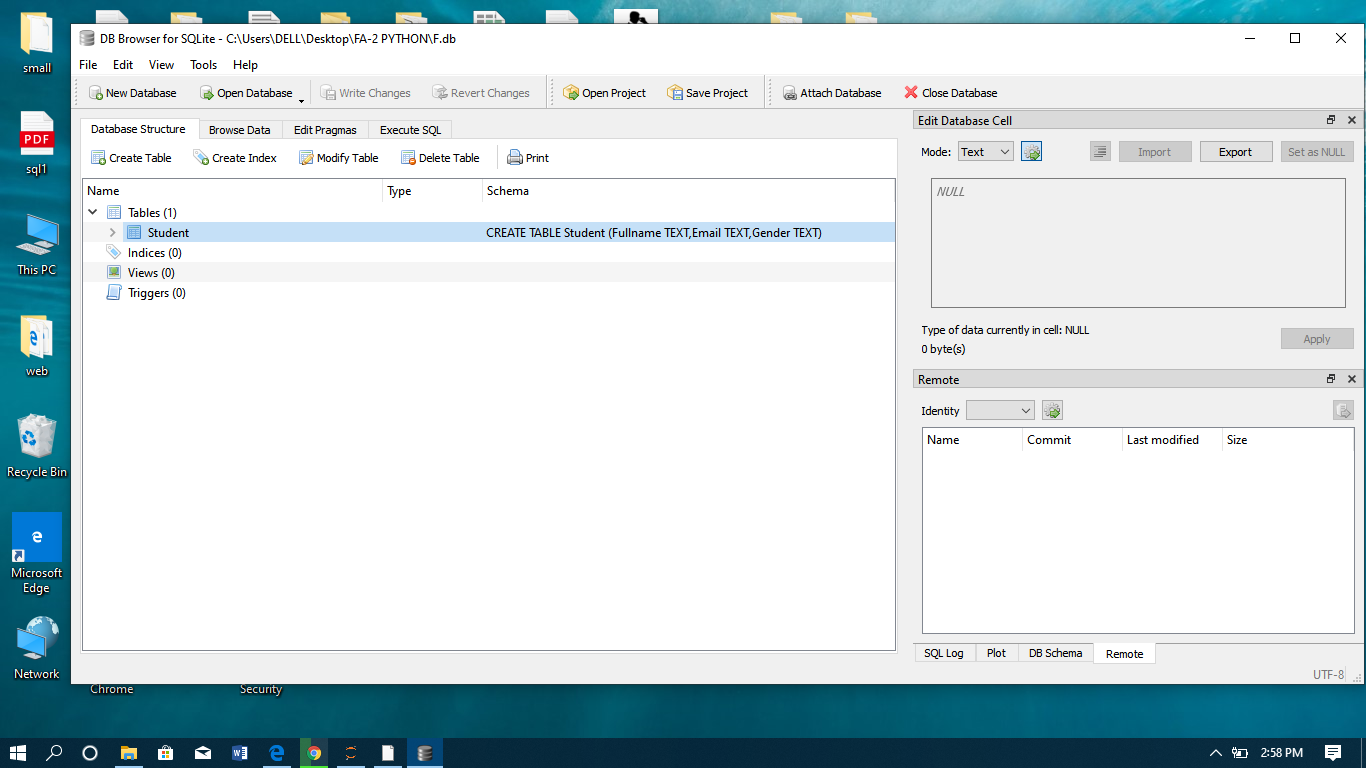 DB Browser for SQLite - C:\Users\DELL\Desktop\FA-2 PYTHON\F.db
File Edit View Tools Help
New Database Open Database Write Changes Revert Changes Open Project Save Project Attach Database Close Database
Database Structure Browse Data Edit Pragmas Execute SQL
Create Table Create Index Modify Table Delete Table Print
Name Type Schema
Tables (1)
Student CREATE TABLE Student (Fullname TEXT,Email TEXT,Gender TEXT)
Indices (0)
Views (0)
Triggers (0)
Edit Database Cell
Mode: Text Import Export Set as NULL
NULL
Type of data currently in cell: NULL
0 byte(s)
Apply
Remote
Identity
Name Commit Last modified Size
SQL Log Plot DB Schema Remote
UTF-8
small
PDF
sql1
This PC
web
Recycle Bin
Microsoft
Edge
Network
Chrome
Security
2:58 PM